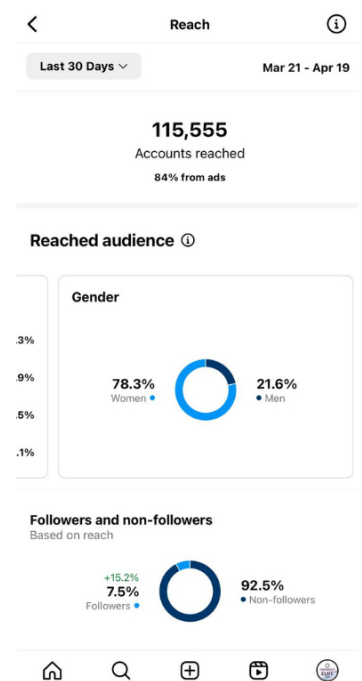 Reach
Last 30 Days
Mar 21 - Apr 19
115,555
Accounts reached
84% from ads
Reached audience
Gender
.3%
.9%
.5%
.1%
78.3%
Women
21.6%
Men
Followers and non-followers
Based on reach
+15.2%
7.5%
Followers
92.5%
Non-followers